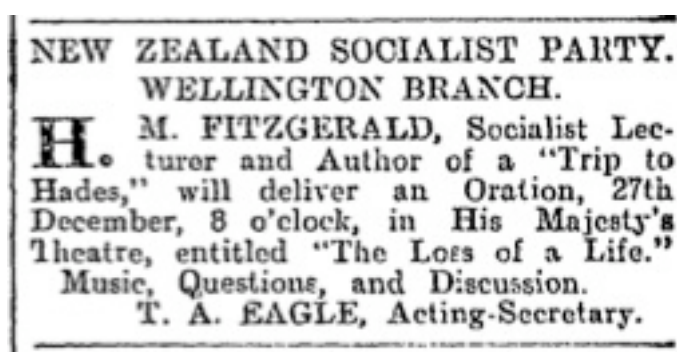 NEW ZEALAND SOCIALIST PARTY.
WELLINGTON BRANCH.
H. M. FITZGERALD, Socialist Lec-
turer and Author of a "Trip to
Hades," will deliver an Oration, 27th
December, 8 o'clock, in His Majesty's
Theatre, entitled "The Loss of a Life."
Music, Questions, and Discussion.
T. A. EAGLE, Acting-Secretary.